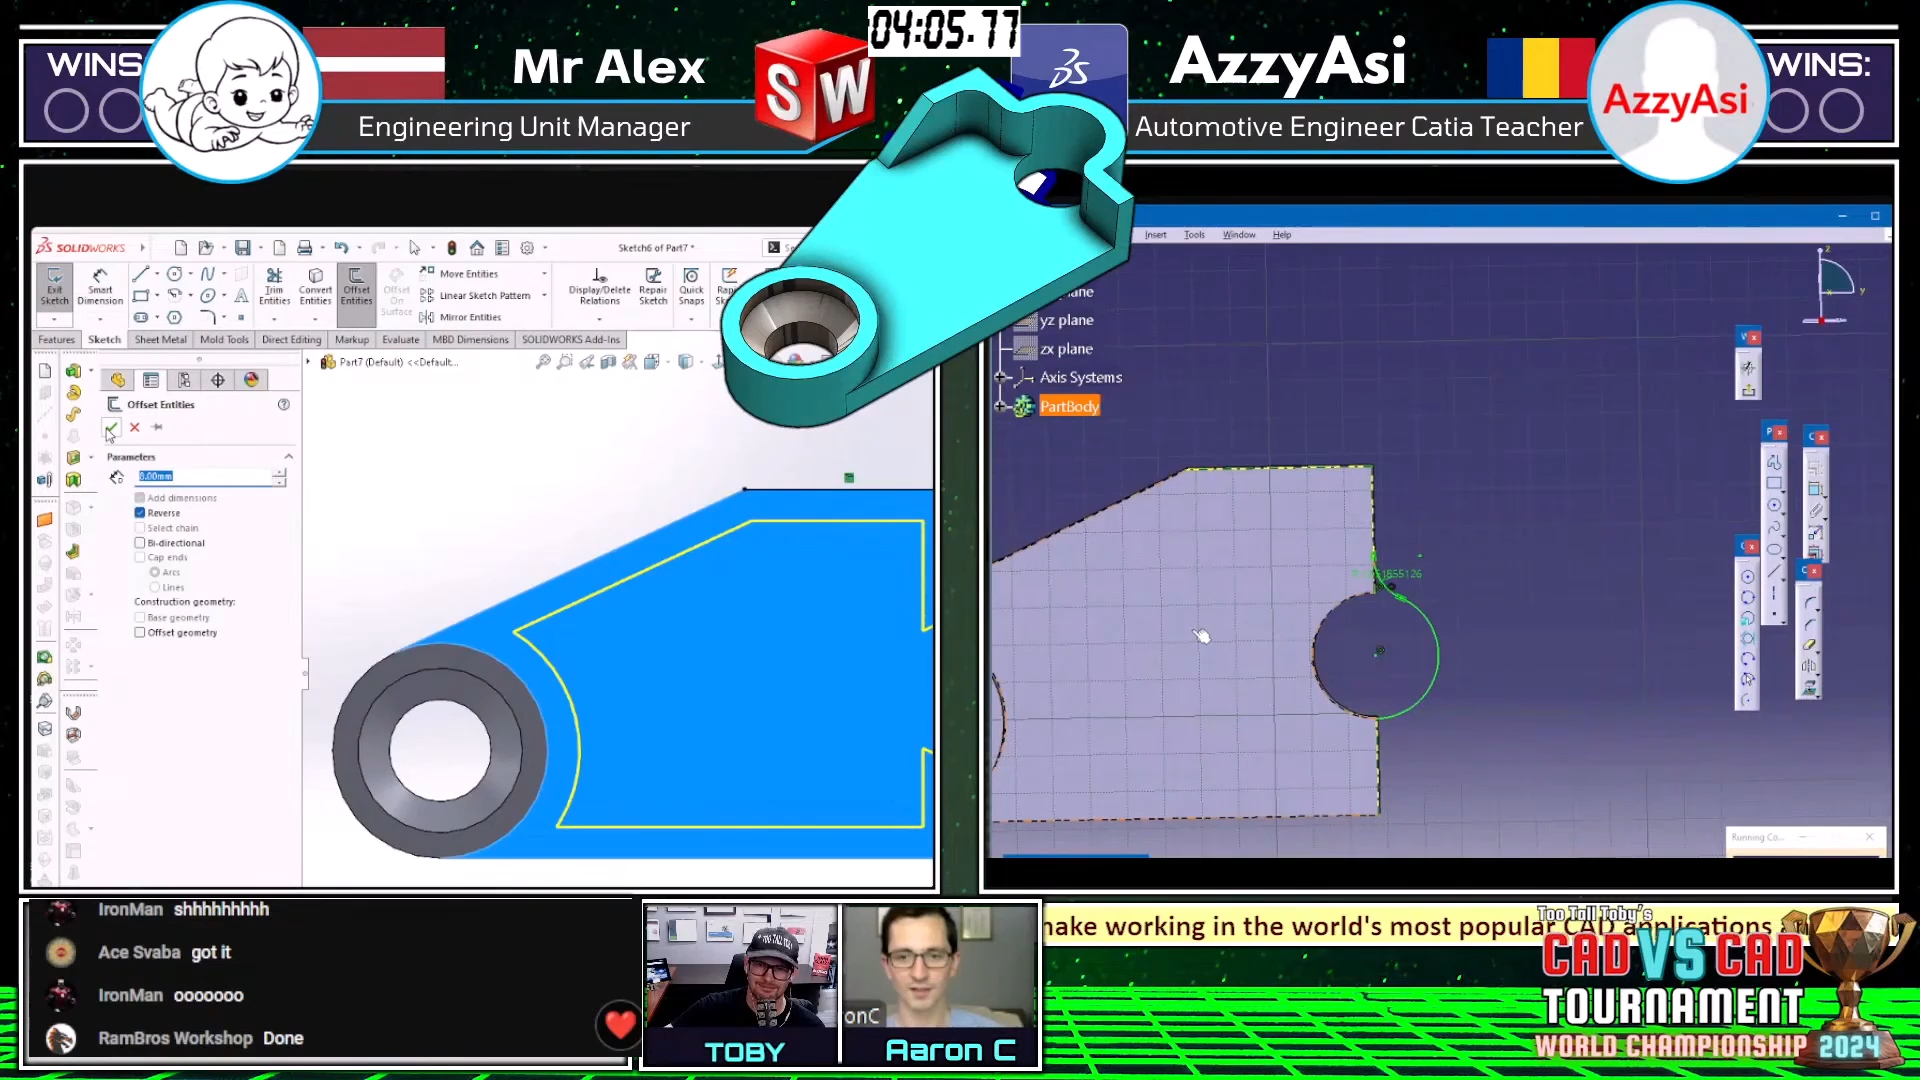 WINS:
Mr Alex
Engineering Unit Manager
SW
04:05.77
AzzyAsi
Automotive Engineer Catia Teacher
AzzyAsi
WINS:
SOLIDWORKS
Sketch6 of Part7 *
Exit Sketch
Smart Dimension
Trim Entities
Convert Entities
Offset Entities
Offset On Surface
Move Entities
Linear Sketch Pattern
Mirror Entities
Display/Delete Relations
Repair Sketch
Quick Snaps
Features
Sketch
Sheet Metal
Mold Tools
Direct Editing
Markup
Evaluate
MBD Dimensions
SOLIDWORKS Add-Ins
Part7 (Default) <<Default...
Offset Entities
Parameters
8.00mm
Add dimensions
Reverse
Select chain
Bi-directional
Cap ends
Arcs
Lines
Construction geometry:
Base geometry
Offset geometry
Insert
Tools
Window
Help
yz plane
zx plane
Axis Systems
PartBody
z
y
Running Co...
IronMan shhhhhhhhh
Ace Svaba got it
IronMan ooooooo
RamBros Workshop Done
TOBY
onC
Aaron C
make working in the world's most popular CAD applications
Too Tall Toby's
CAD VS CAD
TOURNAMENT
WORLD CHAMPIONSHIP 2024